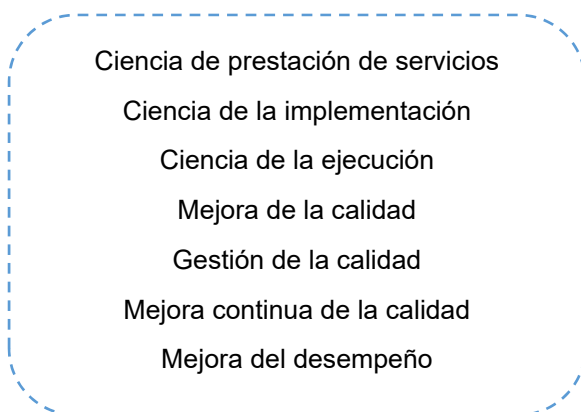 Ciencia de prestación de servicios
Ciencia de la implementación
Ciencia de la ejecución
Mejora de la calidad
Gestión de la calidad
Mejora continua de la calidad
Mejora del desempeño